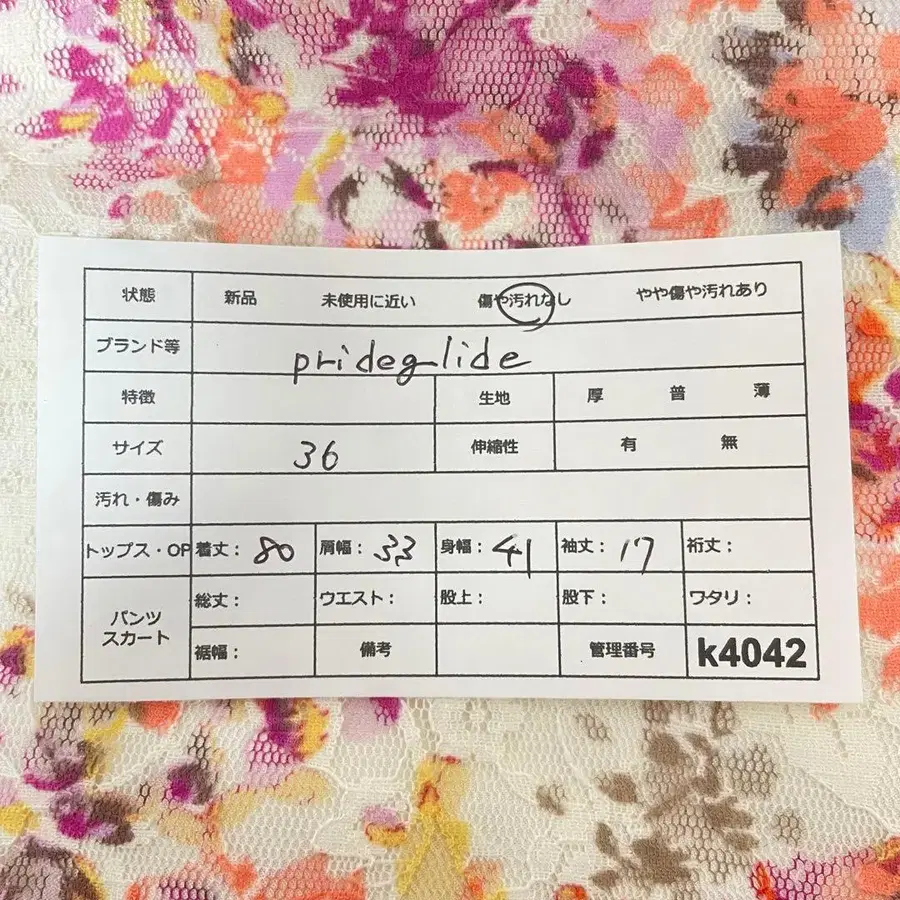 状態 新品 未使用に近い 傷や汚れなし やや傷や汚れあり
ブランド等 prideglide
特徴 生地 厚 普 薄
サイズ 36 伸縮性 有 無
汚れ・傷み
トップス・OP 着丈: 80 肩幅: 33 身幅: 41 袖丈: 17 裄丈:
パンツ
スカート
総丈: ウエスト: 股上: 股下: ワタリ:
裾幅: 備考 管理番号 k4042